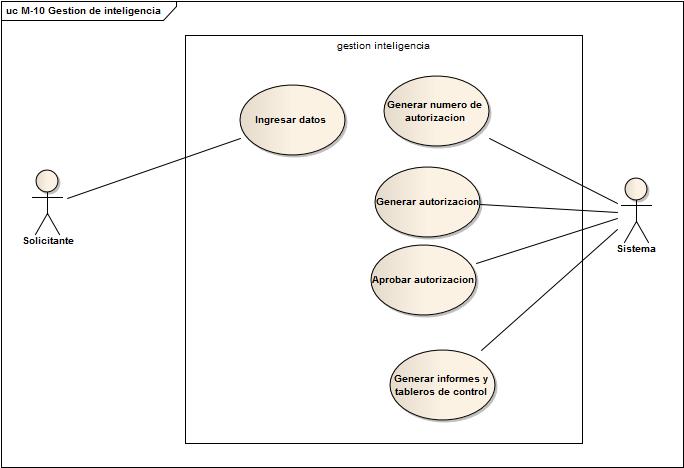 uc M-10 Gestion de inteligencia
gestion inteligencia
Ingresar datos
Generar numero de
autorizacion
Generar autorizacion
Aprobar autorizacion
Generar informes y
tableros de control
Solicitante
Sistema